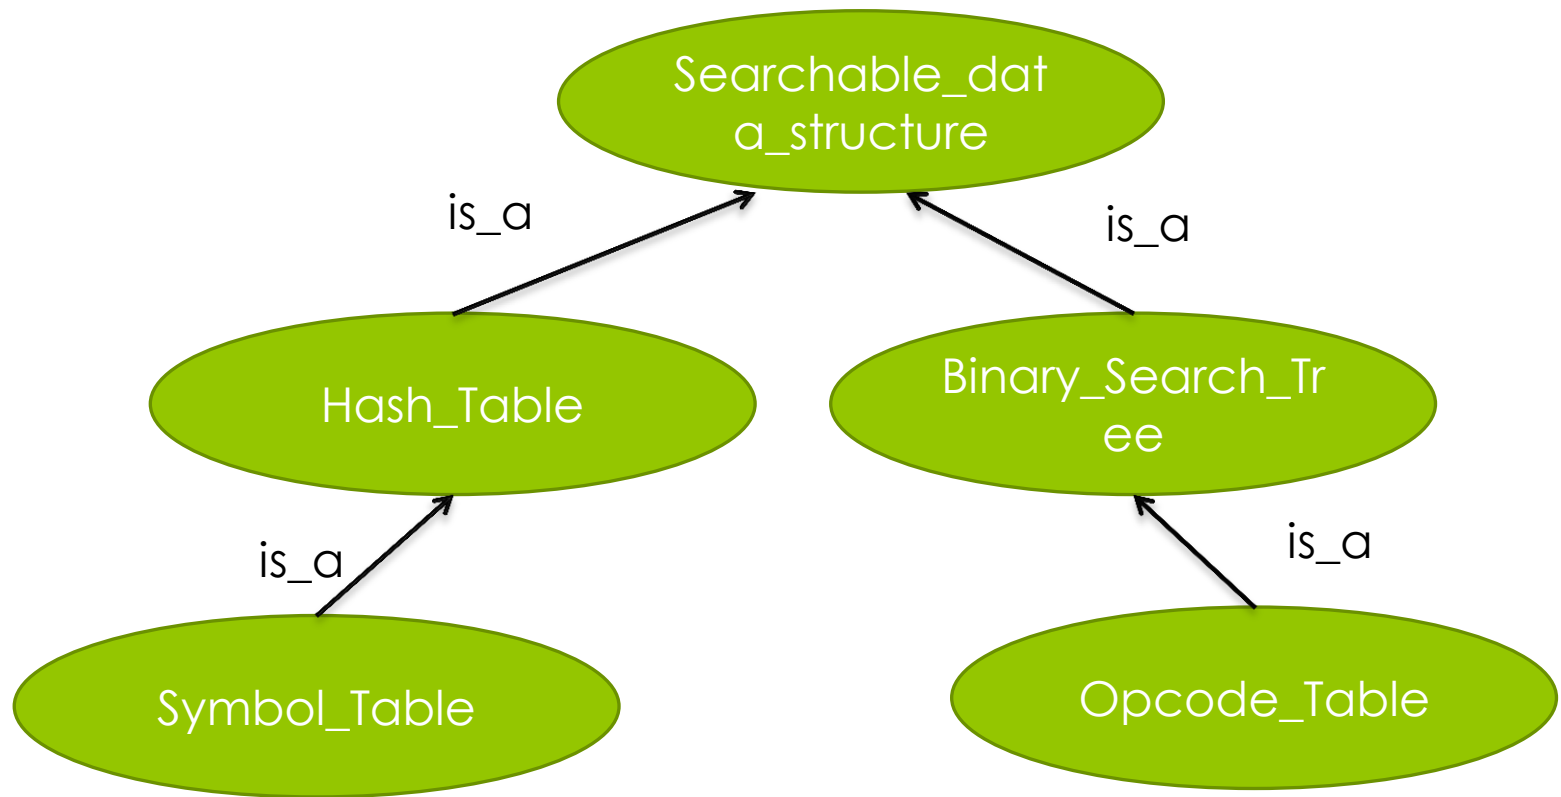 Searchable_dat
a_structure
is_a
is_a
Hash_Table
Binary_Search_Tr
ee
is_a
is_a
Symbol_Table
Opcode_Table